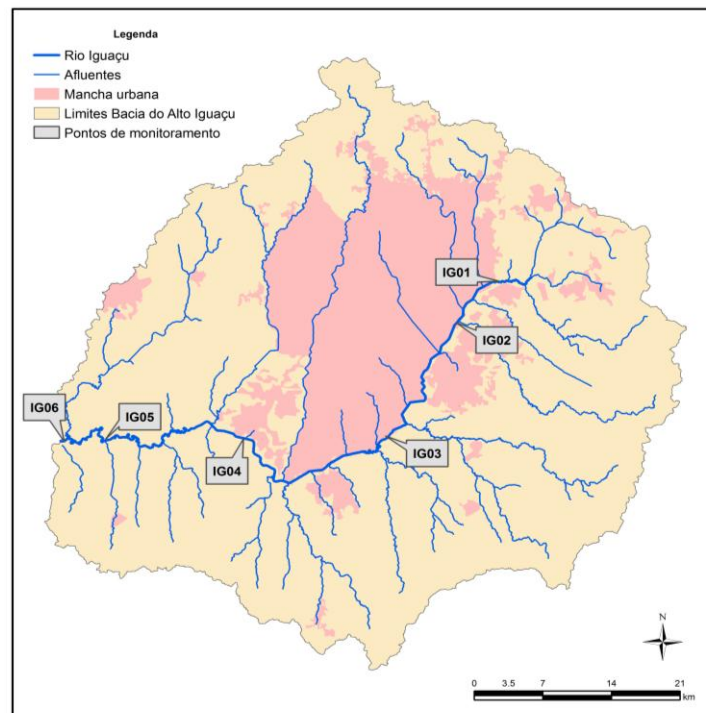 Legenda
Rio Iguaçu
Afluentes
Mancha urbana
Limites Bacia do Alto Iguaçu
Pontos de monitoramento
IG01
IG02
IG06
IG05
IG04
IG03
N
0 3.5 7 14 21
km